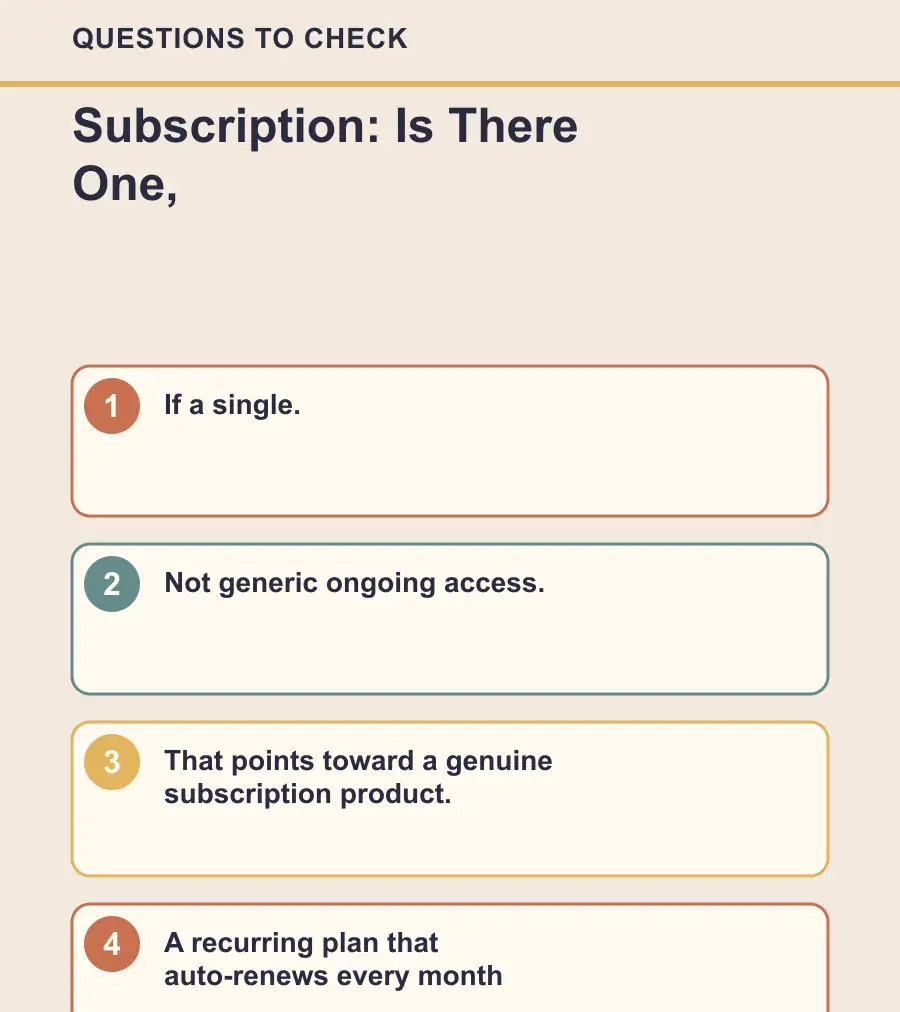 QUESTIONS TO CHECK
Subscription: Is There
One,
1
If a single.
2
Not generic ongoing access.
3
That points toward a genuine
subscription product.
4
A recurring plan that
auto-renews every month